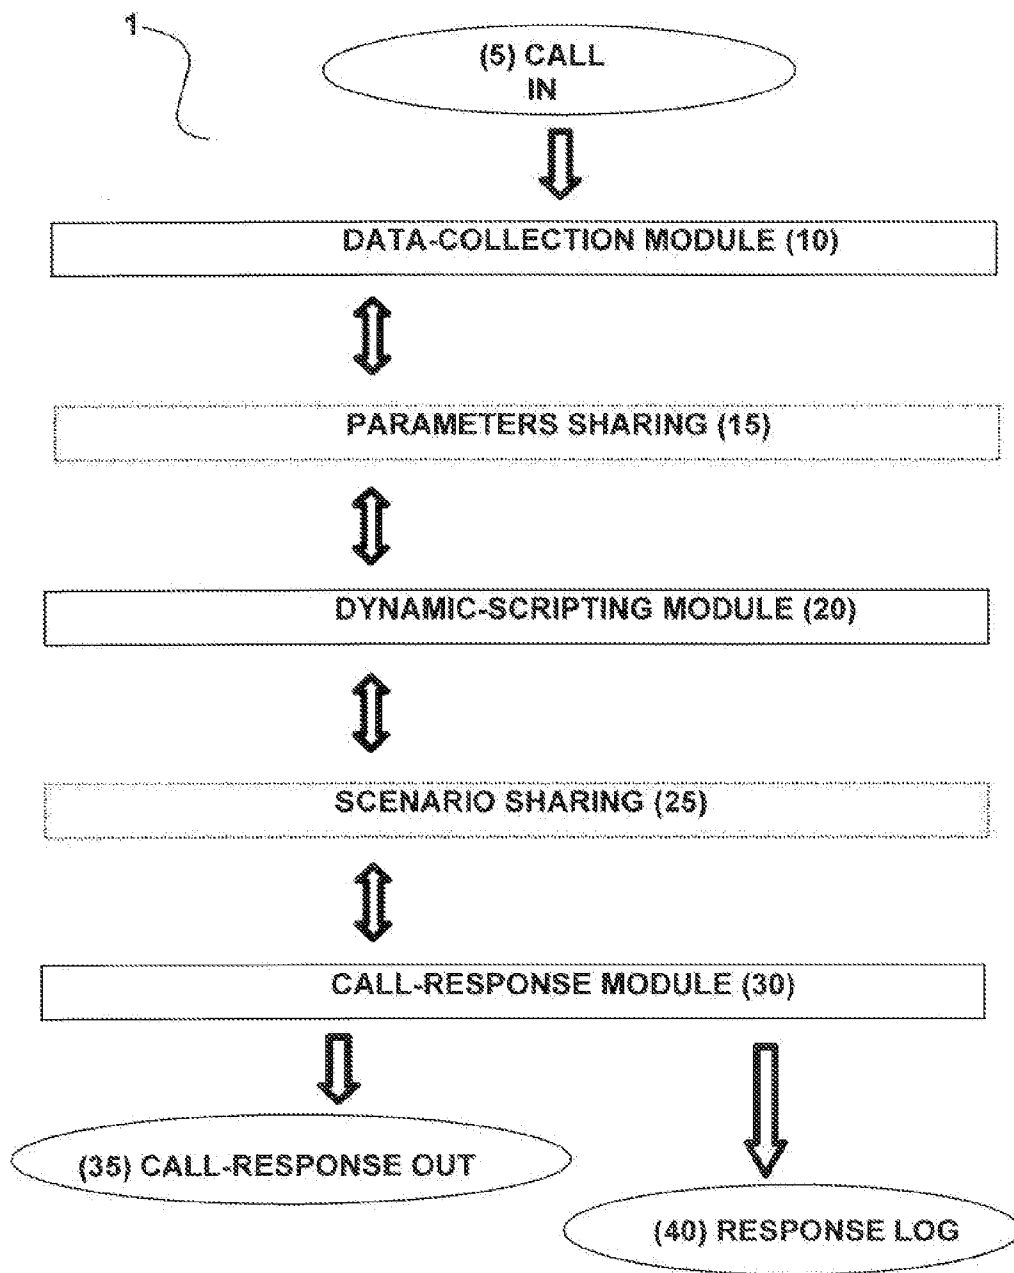 1
(5) CALL
IN
DATA-COLLECTION MODULE (10)
PARAMETERS SHARING (15)
DYNAMIC-SCRIPTING MODULE (20)
SCENARIO SHARING (25)
CALL-RESPONSE MODULE (30)
(35) CALL-RESPONSE OUT
(40) RESPONSE LOG